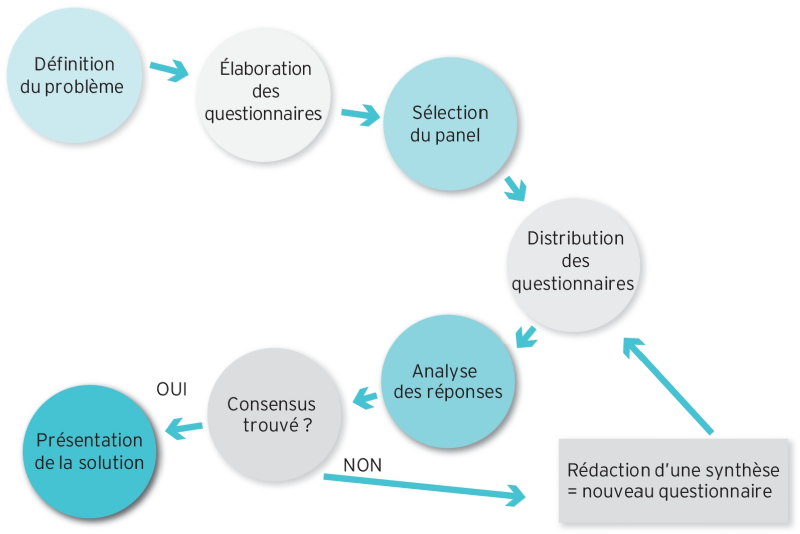 Définition
du problème
Élaboration
des
questionnaires
Sélection
du panel
Distribution
des
questionnaires
Analyse
des réponses
Consensus
trouvé ?
OUI
Présentation
de la solution
NON
Rédaction d'une synthèse
= nouveau questionnaire